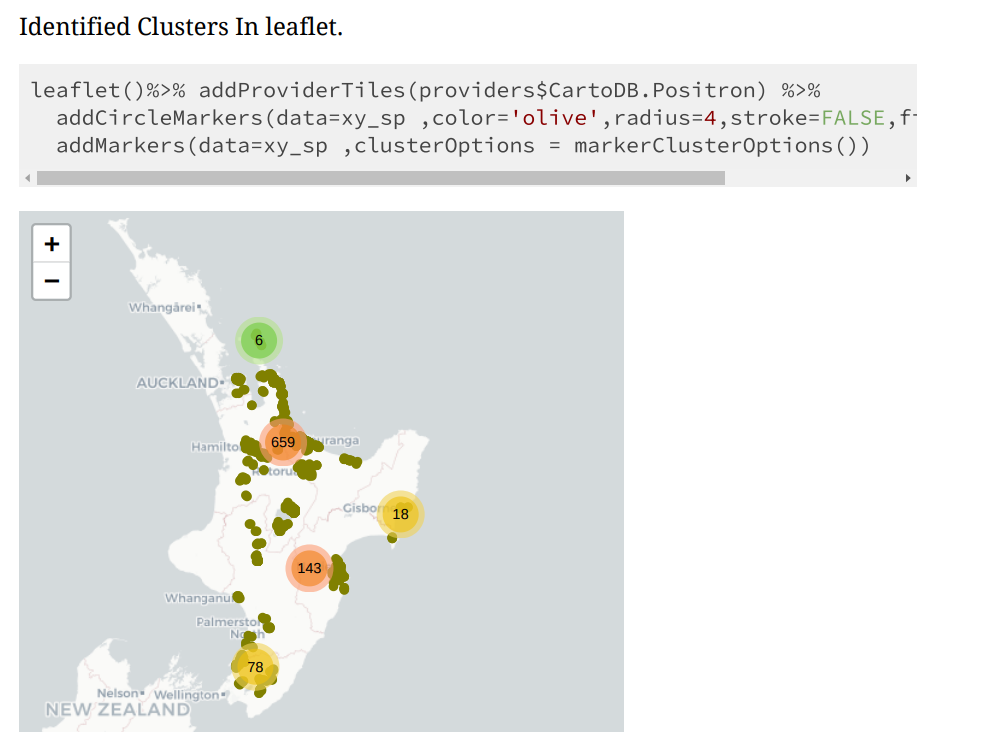 Identified Clusters In leaflet.
leaflet()%>% addProviderTiles(providers$CartoDB.Positron) %>%
addCircleMarkers(data=xy_sp ,color='olive',radius=4,stroke=FALSE,f
addMarkers(data=xy_sp ,clusterOptions = markerClusterOptions())
+
−
Whangārei
6
AUCKLAND
659
Hamilto
uranga
otoru
Gisbor
18
143
Whanganu
Palmersto
North
78
Nelson
Wellington
NEW ZEALAND